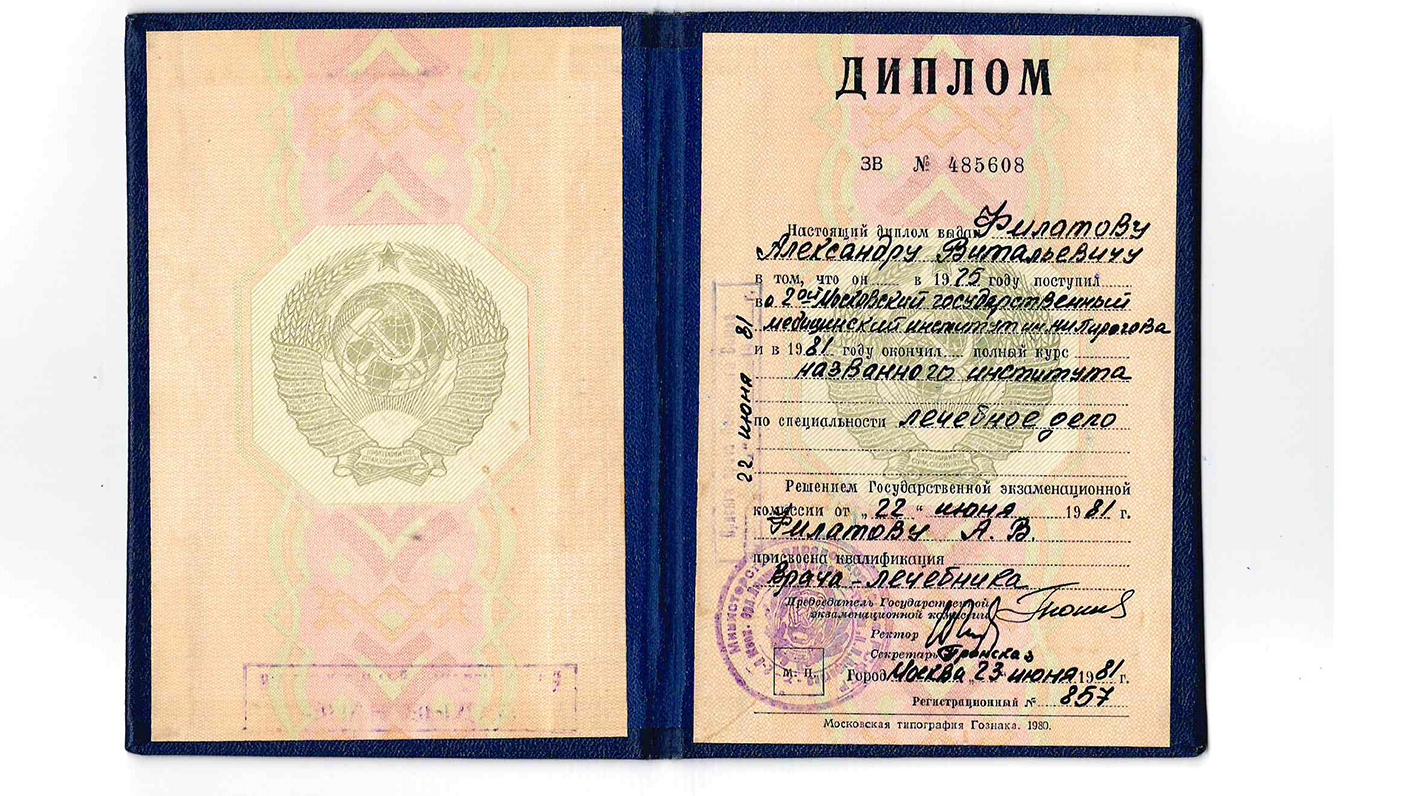 ДИПЛОМ
ЗВ № 485608
Настоящий диплом выдан Филатову
Александру Витальевичу
в том, что он в 1975 году поступил
во 2ой Московский государственный
медицинский институт им Н.И Пирогова
и в 1981 году окончил полный курс
названного института
по специальности лечебное дело
Решением Государственной экзаменационной
комиссии от „22“ июня 1981 г.
Филатову А. В.
присвоена квалификация
Врача-лечебника
Председатель Государственной
экзаменационной комиссии
Ректор
Секретарь Гронская
М. П.
Город Москва „23“ июня 1981 г.
Регистрационный № 857
Московская типография Гознака. 1980.
22 июня 81